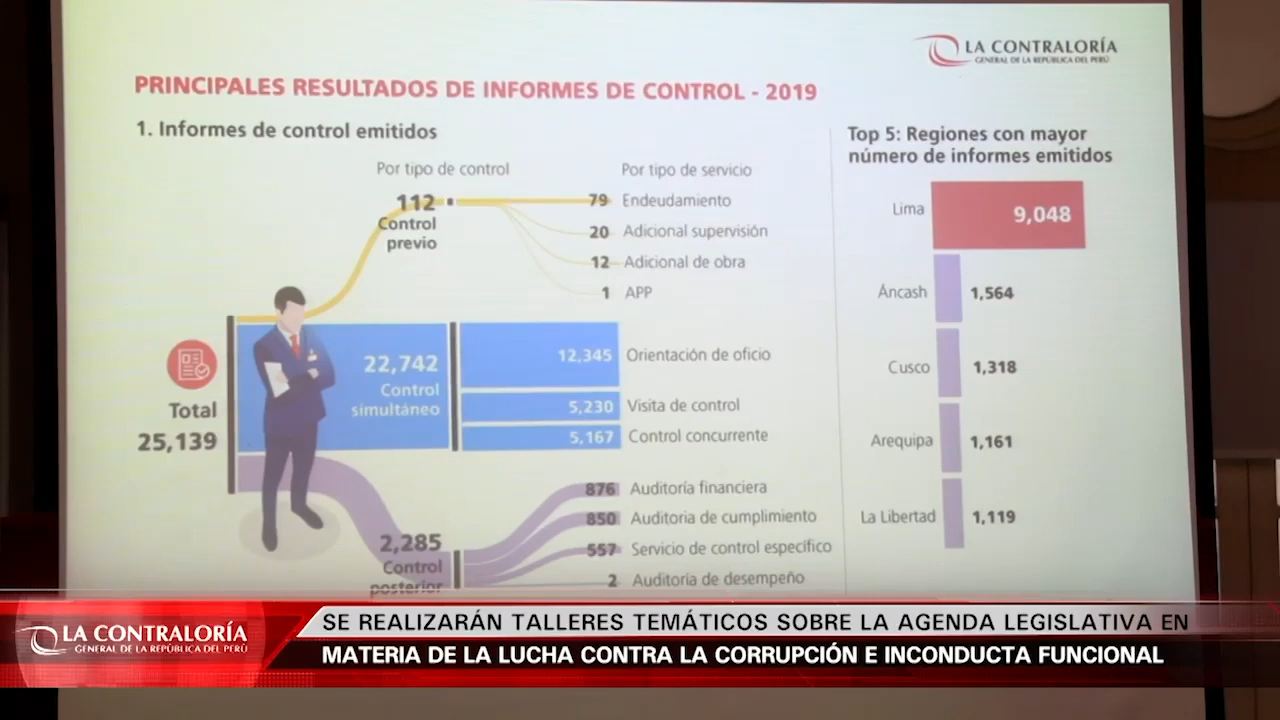 LA CONTRALORÍA
GENERAL DE LA REPÚBLICA DEL PERÚ
PRINCIPALES RESULTADOS DE INFORMES DE CONTROL - 2019
1. Informes de control emitidos
Por tipo de control
Por tipo de servicio
112
Control
previo
79 Endeudamiento
20 Adicional supervisión
12 Adicional de obra
1 APP
Total
25,139
22,742
Control
simultáneo
12,345 Orientación de oficio
5,230 Visita de control
5,167 Control concurrente
2,285
Control
posterior
876 Auditoría financiera
850 Auditoria de cumplimiento
557 Servicio de control específico
2 Auditoría de desempeño
Top 5: Regiones con mayor
número de informes emitidos
Lima 9,048
Áncash 1,564
Cusco 1,318
Arequipa 1,161
La Libertad 1,119
LA CONTRALORÍA
GENERAL DE LA REPÚBLICA DEL PERÚ
SE REALIZARÁN TALLERES TEMÁTICOS SOBRE LA AGENDA LEGISLATIVA EN
MATERIA DE LA LUCHA CONTRA LA CORRUPCIÓN E INCONDUCTA FUNCIONAL